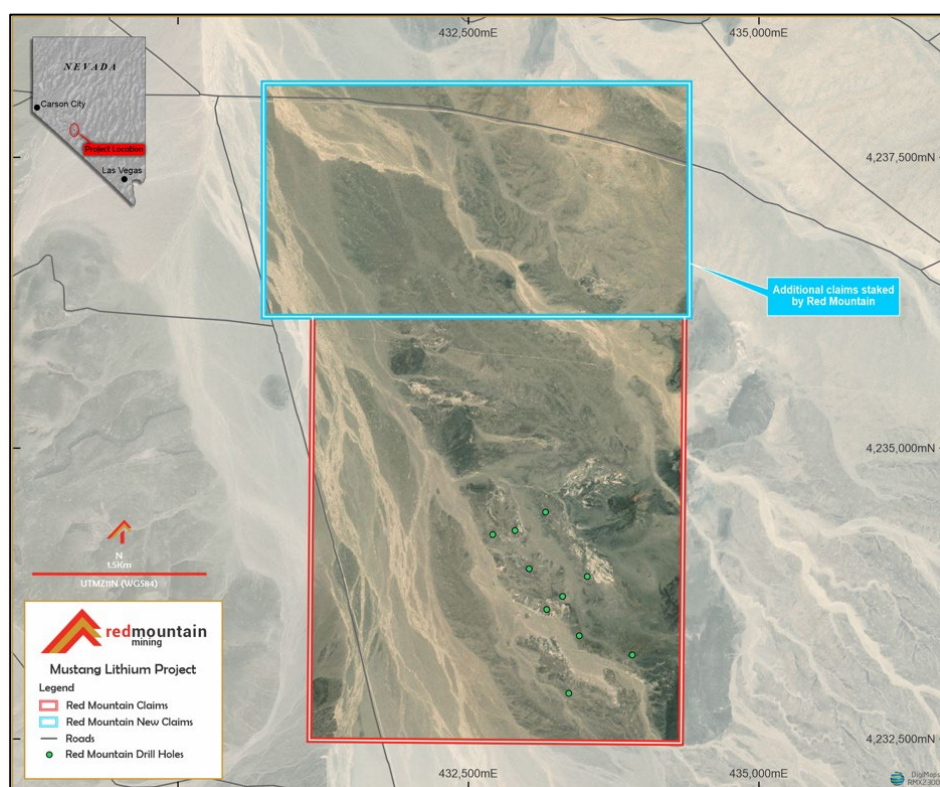 432,500mE
435,000mE
NEVADA
Carson City
Project Location
Las Vegas
4,237,500mN
Additional claims staked
by Red Mountain
4,235,000mN
N
1.5Km
UTMZ11N (WGS84)
redmountain
mining
Mustang Lithium Project
Legend
Red Mountain Claims
Red Mountain New Claims
Roads
Red Mountain Drill Holes
4,232,500mN
432,500mE
435,000mE
DigiMaps
RMX2300